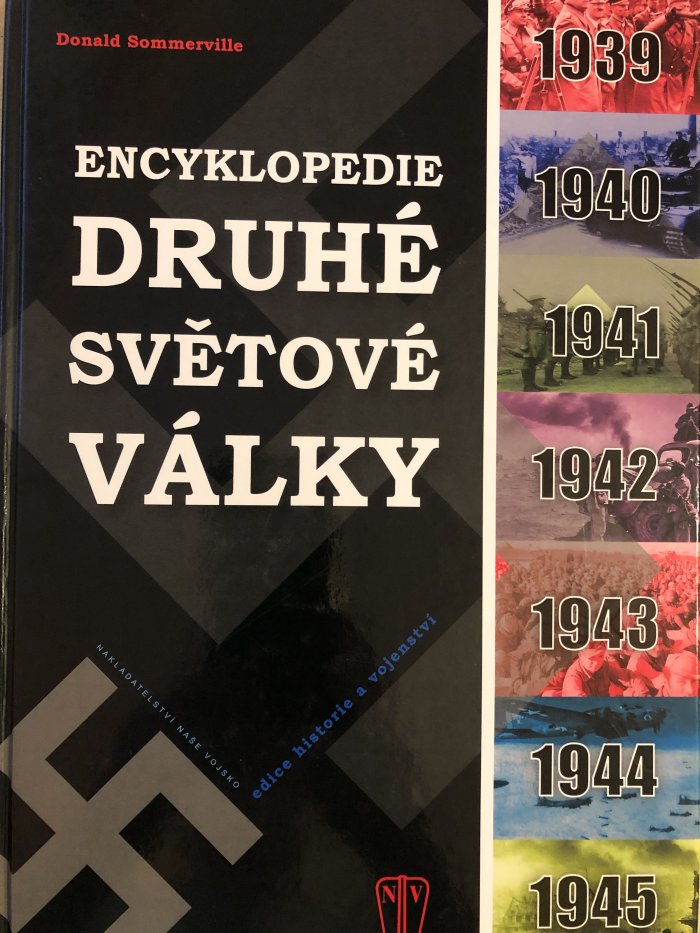 Donald Sommerville
ENCYKLOPEDIE
DRUHÉ
SVĚTOVÉ
VÁLKY
NAKLADATELSTVÍ NAŠE VOJSKO
edice historie a vojenství
N V
1939
1940
1941
1942
1943
1944
1945